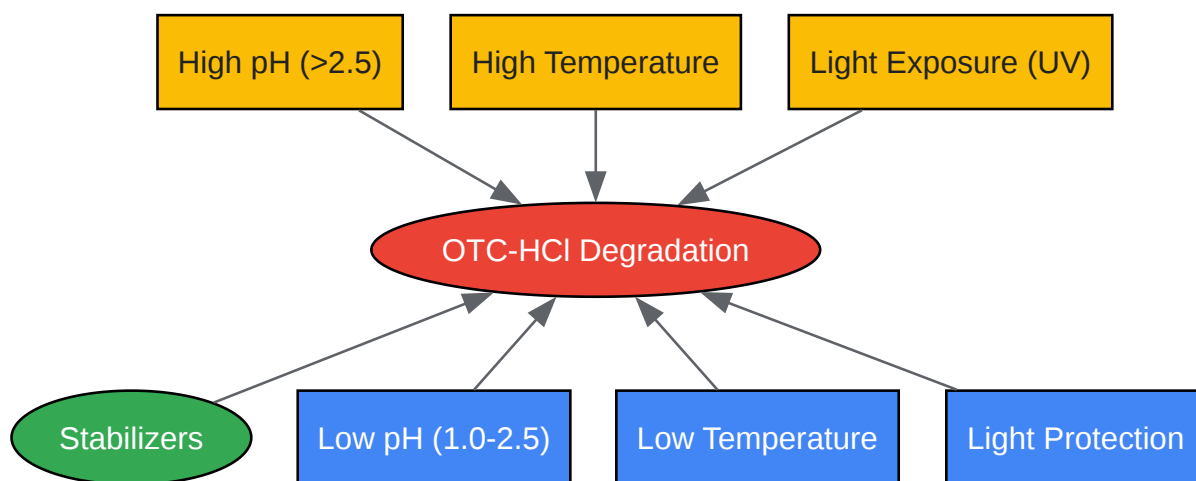 High pH (>2.5)
High Temperature
Light Exposure (UV)
OTC-HCl Degradation
Stabilizers
Low pH (1.0-2.5)
Low Temperature
Light Protection